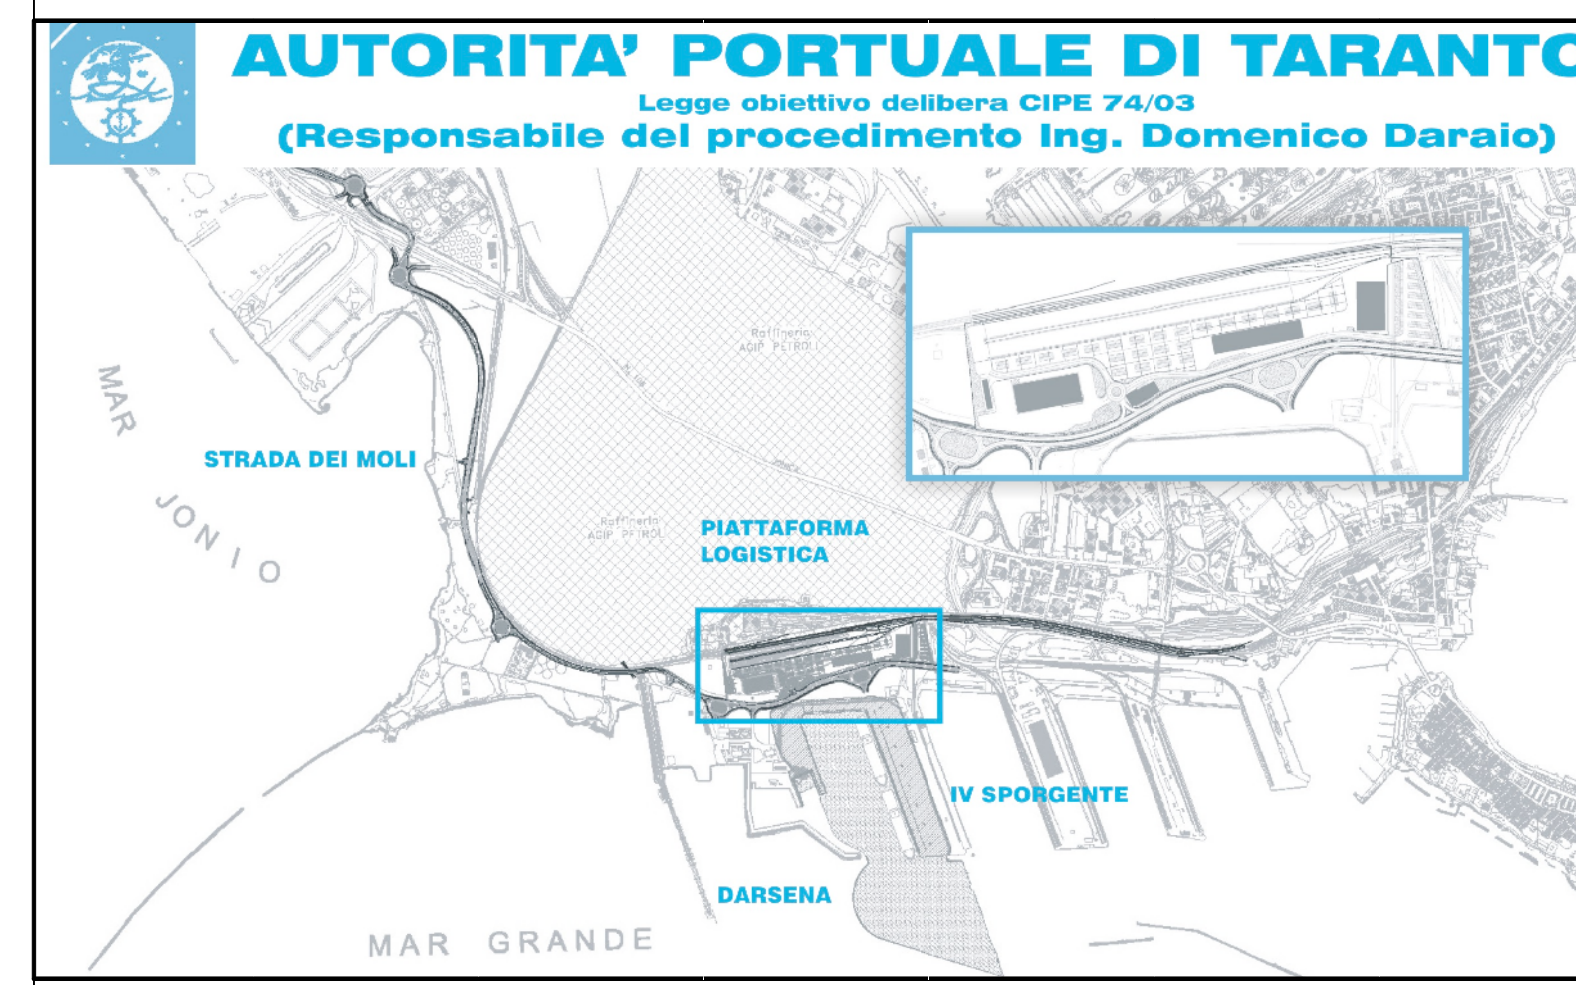 AUTORITA' PORTUALE DI TARANTO
Legge obiettivo delibera CIPE 74/03
(Responsabile del procedimento Ing. Domenico Daraio)
Raffineria
AGIP PETROLI
MAR
JONIO
STRADA DEI MOLI
Raffineria
AGIP PETROLI
PIATTAFORMA
LOGISTICA
IV SPORGENTE
DARSENA
MAR GRANDE